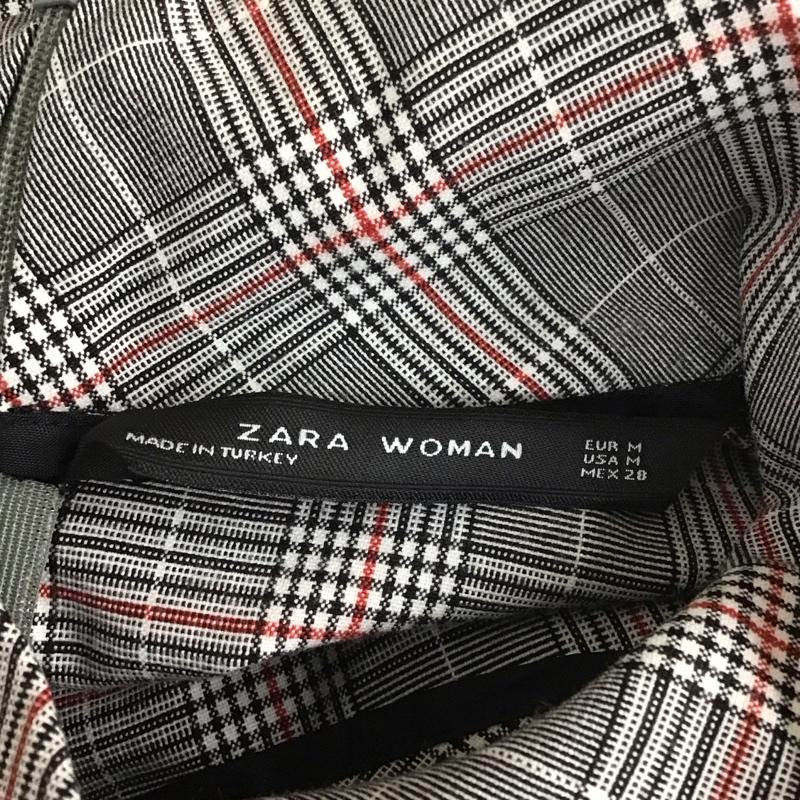 ZARA WOMAN
MADE IN TURKEY
EUR M
USA M
MEX 28